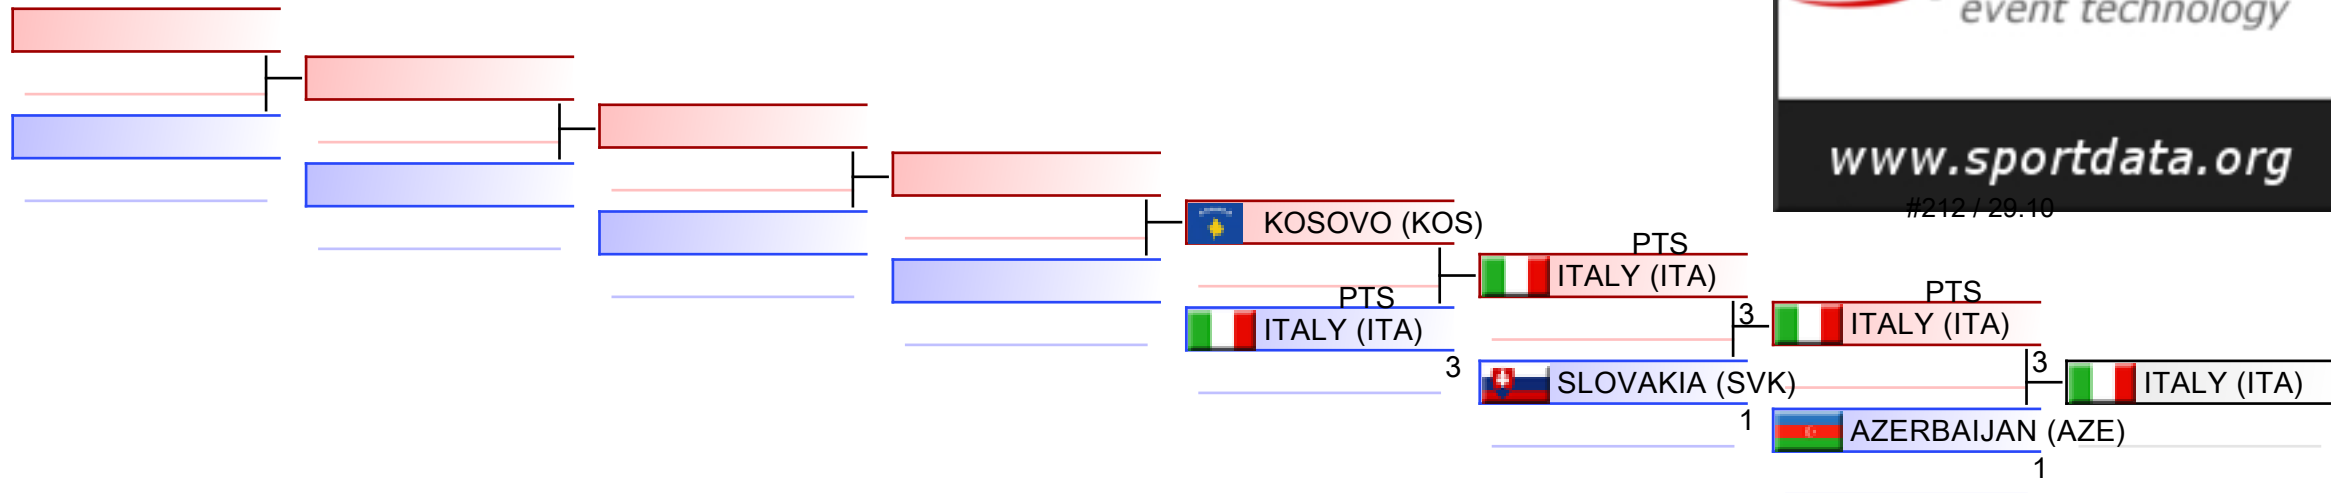 event technology
www.sportdata.org
#212 / 29.10
KOSOVO (KOS)
PTS
ITALY (ITA)
3
PTS
ITALY (ITA)
3
SLOVAKIA (SVK)
1
PTS
ITALY (ITA)
3
AZERBAIJAN (AZE)
1
ITALY (ITA)